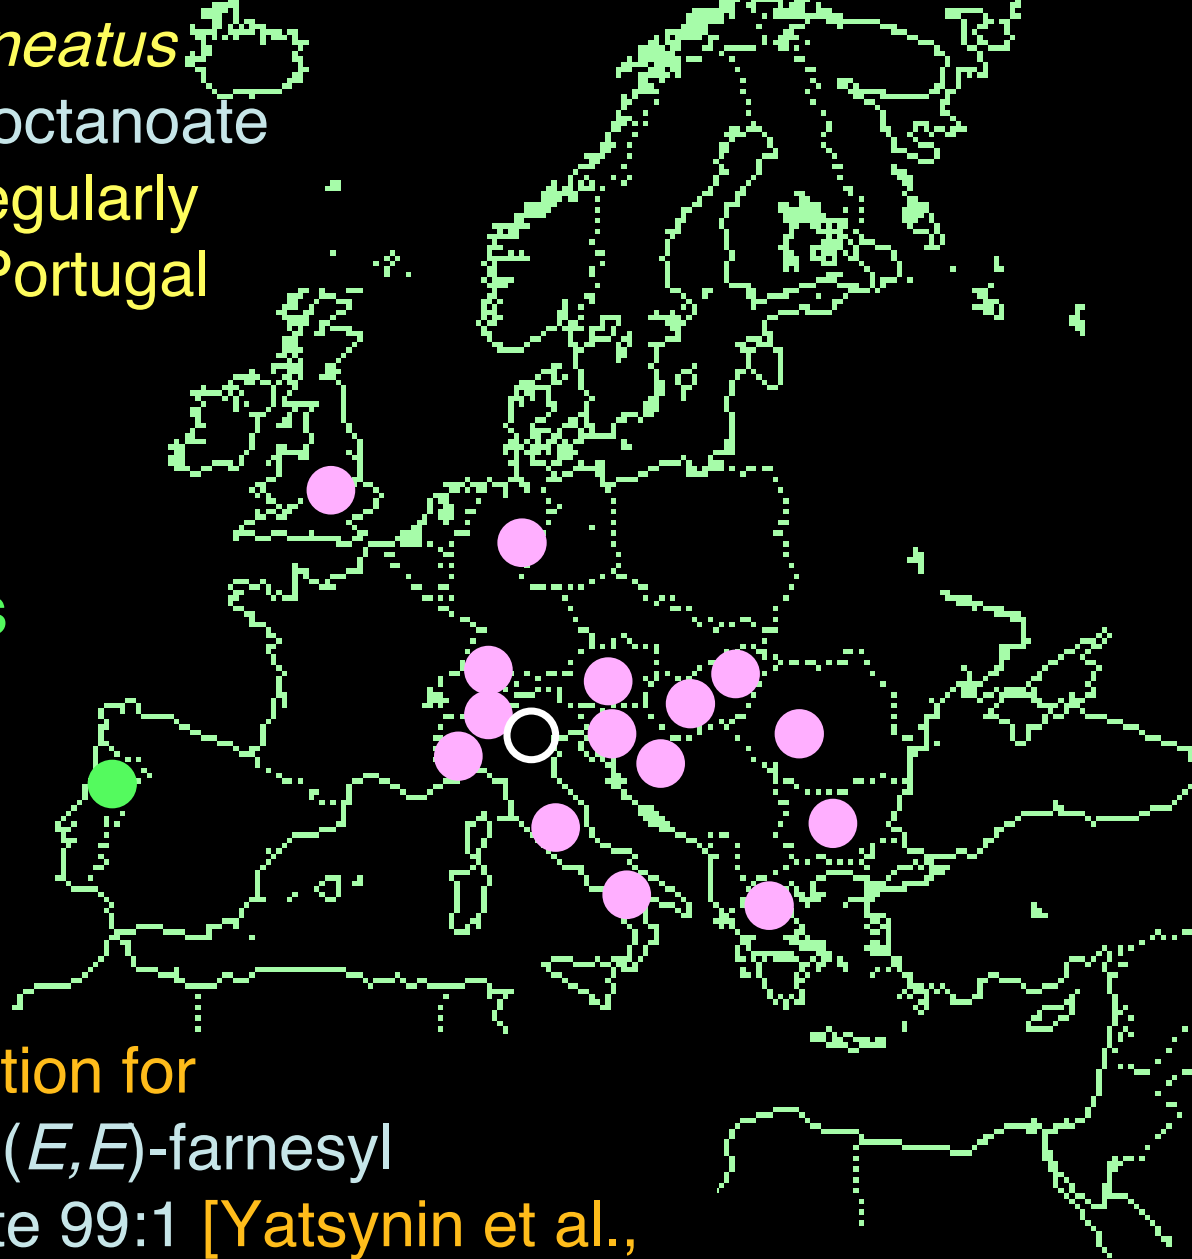 neatus
octanoate
egularly
Portugal
s
tion for
(E,E)-farnesyl
te 99:1 [Yatsynin et al.,